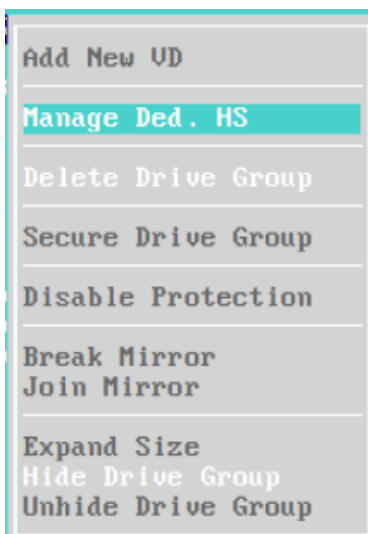 Add New VD
Manage Ded. HS
Delete Drive Group
Secure Drive Group
Disable Protection
Break Mirror
Join Mirror
Expand Size
Hide Drive Group
Unhide Drive Group